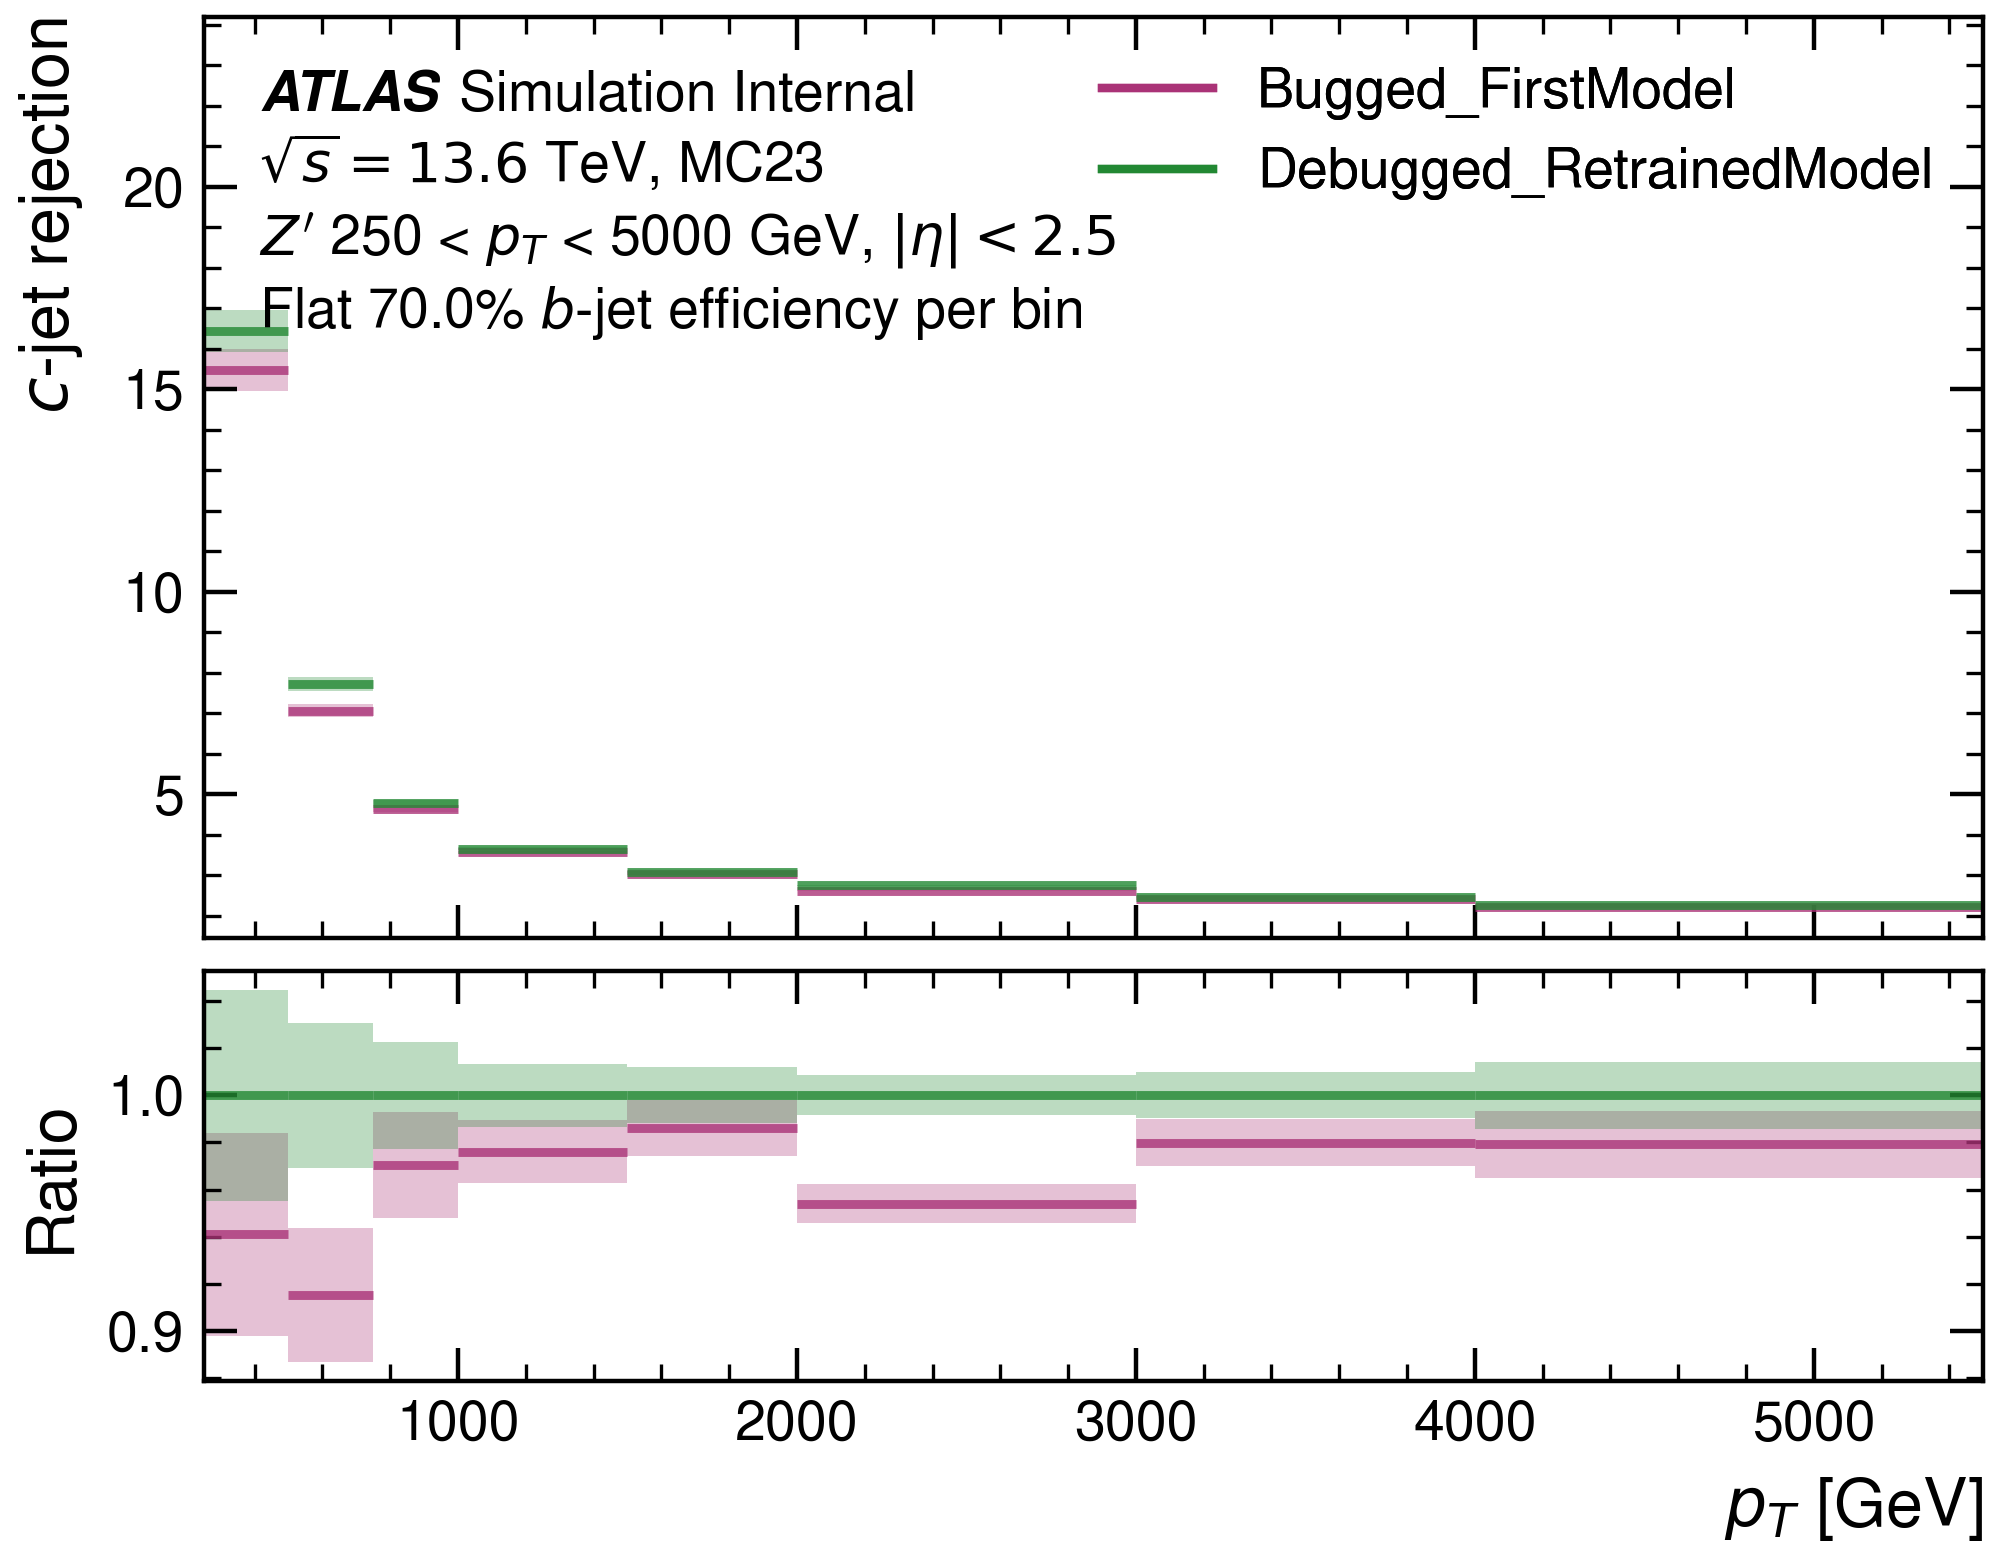 c-jet rejection
ATLAS Simulation Internal
√s = 13.6 TeV, MC23
Z′ 250 < p_T < 5000 GeV, |η| < 2.5
Flat 70.0% b-jet efficiency per bin
Bugged_FirstModel
Debugged_RetrainedModel
20
15
10
5
Ratio
1.0
0.9
1000 2000 3000 4000 5000
p_T [GeV]